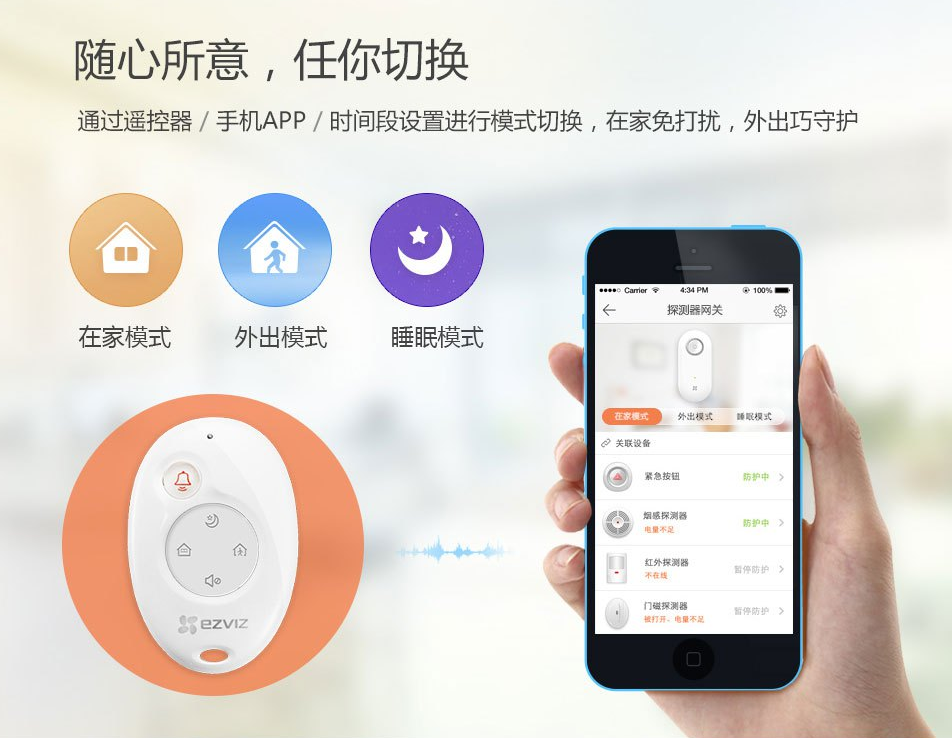 随心所意，任你切换
通过遥控器 / 手机APP / 时间段设置进行模式切换，在家免打扰，外出巧守护
在家模式
外出模式
睡眠模式
ezviz
Carrier 4:34 PM 100%
探测器网关
在家模式 外出模式 睡眠模式
关联设备
紧急按钮 防护中
烟感探测器 防护中
电量不足
红外探测器 暂停防护
不在线
门磁探测器 暂停防护
被打开、电量不足